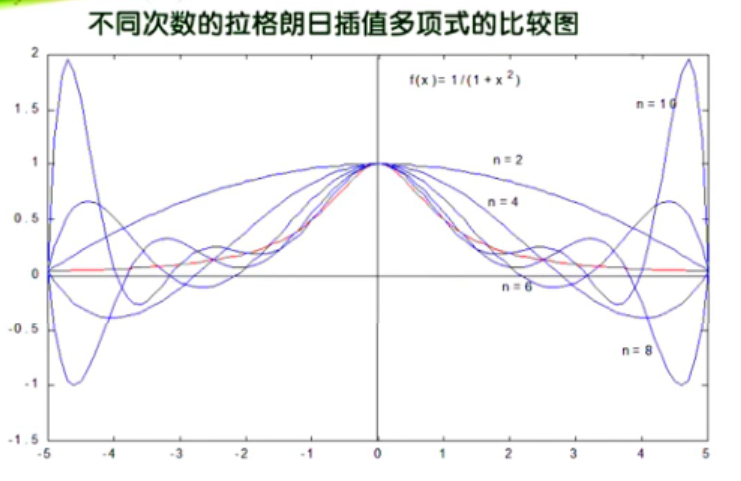 不同次数的拉格朗日插值多项式的比较图
2
f(x)= 1/(1+x²)
1.5
n = 10
1
n = 2
n = 4
0.5
0
n = 6
-0.5
n = 8
-1
-1.5
-5 -4 -3 -2 -1 0 1 2 3 4 5